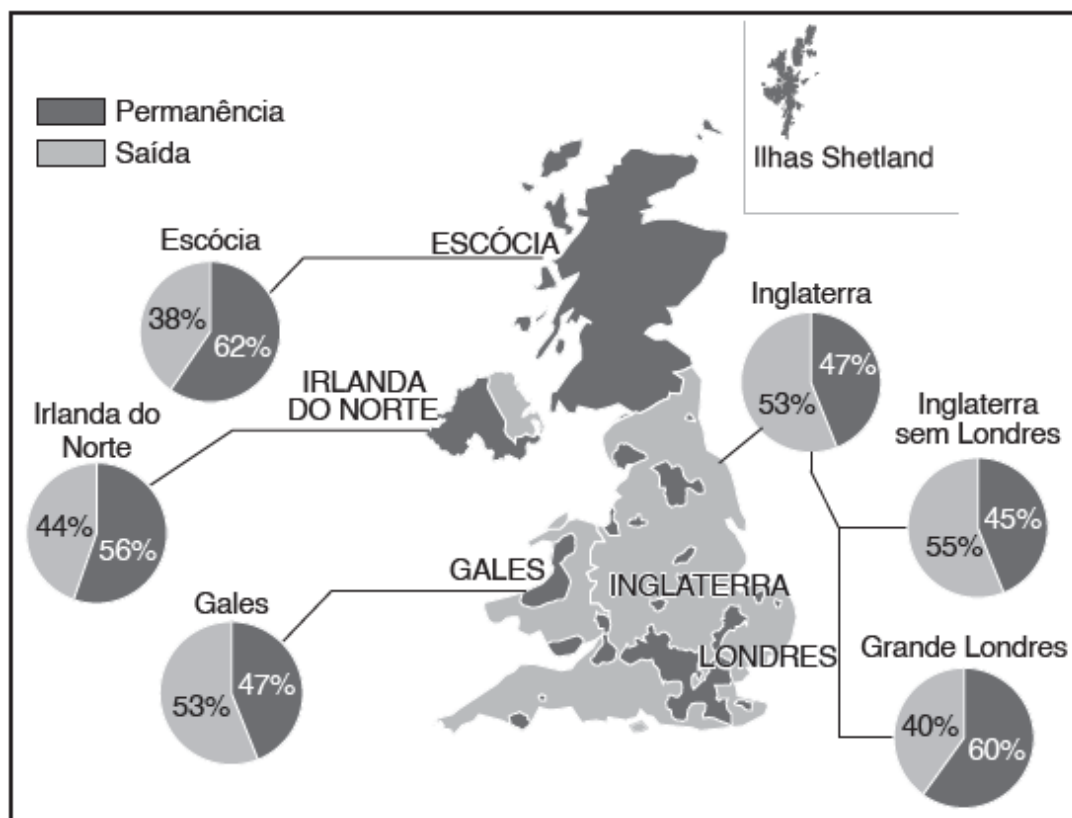 Permanência
Saída
Ilhas Shetland
Escócia
38%
62%
ESCÓCIA
Inglaterra
47%
53%
IRLANDA
DO NORTE
Irlanda do
Norte
44%
56%
Inglaterra
sem Londres
45%
55%
GALES
INGLATERRA
Gales
47%
53%
LONDRES
Grande Londres
40%
60%